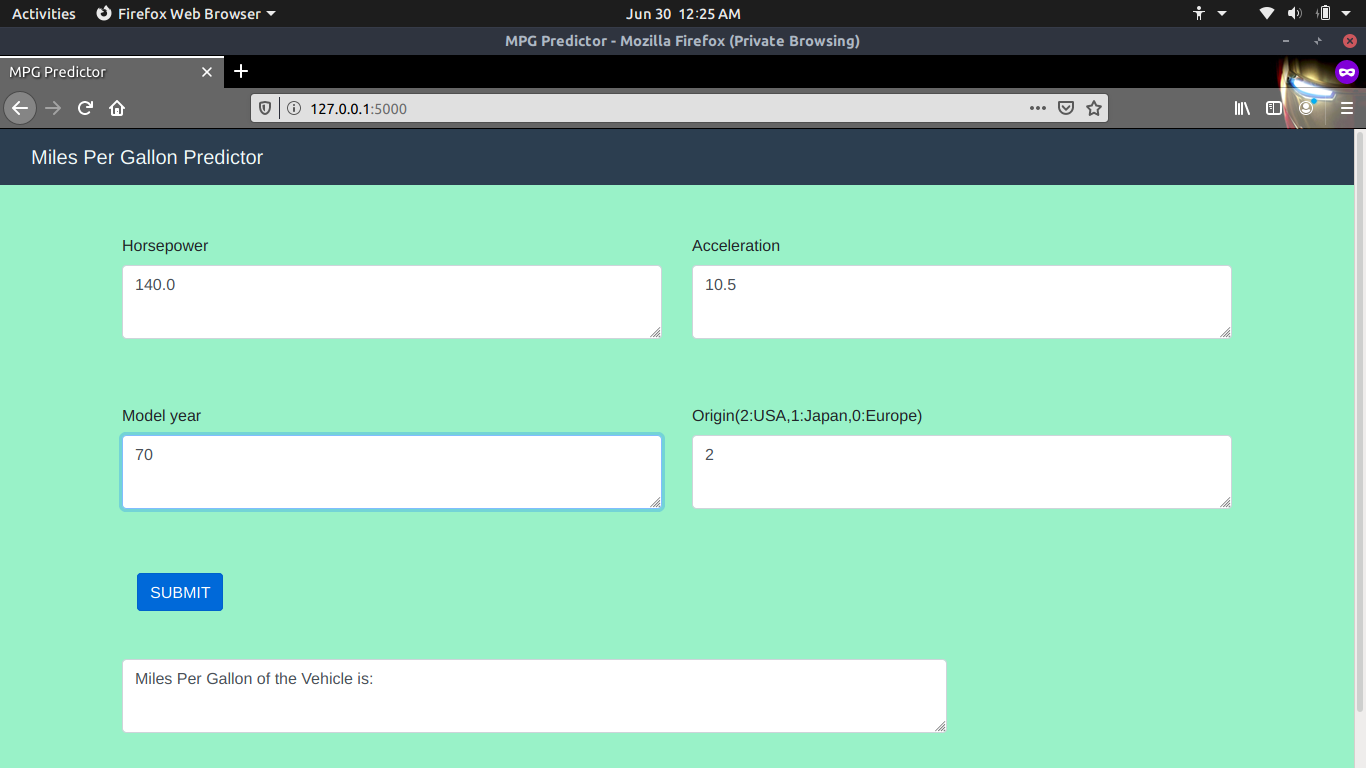 Activities Firefox Web Browser Jun 30 12:25 AM
MPG Predictor - Mozilla Firefox (Private Browsing)
MPG Predictor
127.0.0.1:5000
Miles Per Gallon Predictor
Horsepower Acceleration
140.0 10.5
Model year Origin(2:USA,1:Japan,0:Europe)
70 2
SUBMIT
Miles Per Gallon of the Vehicle is: